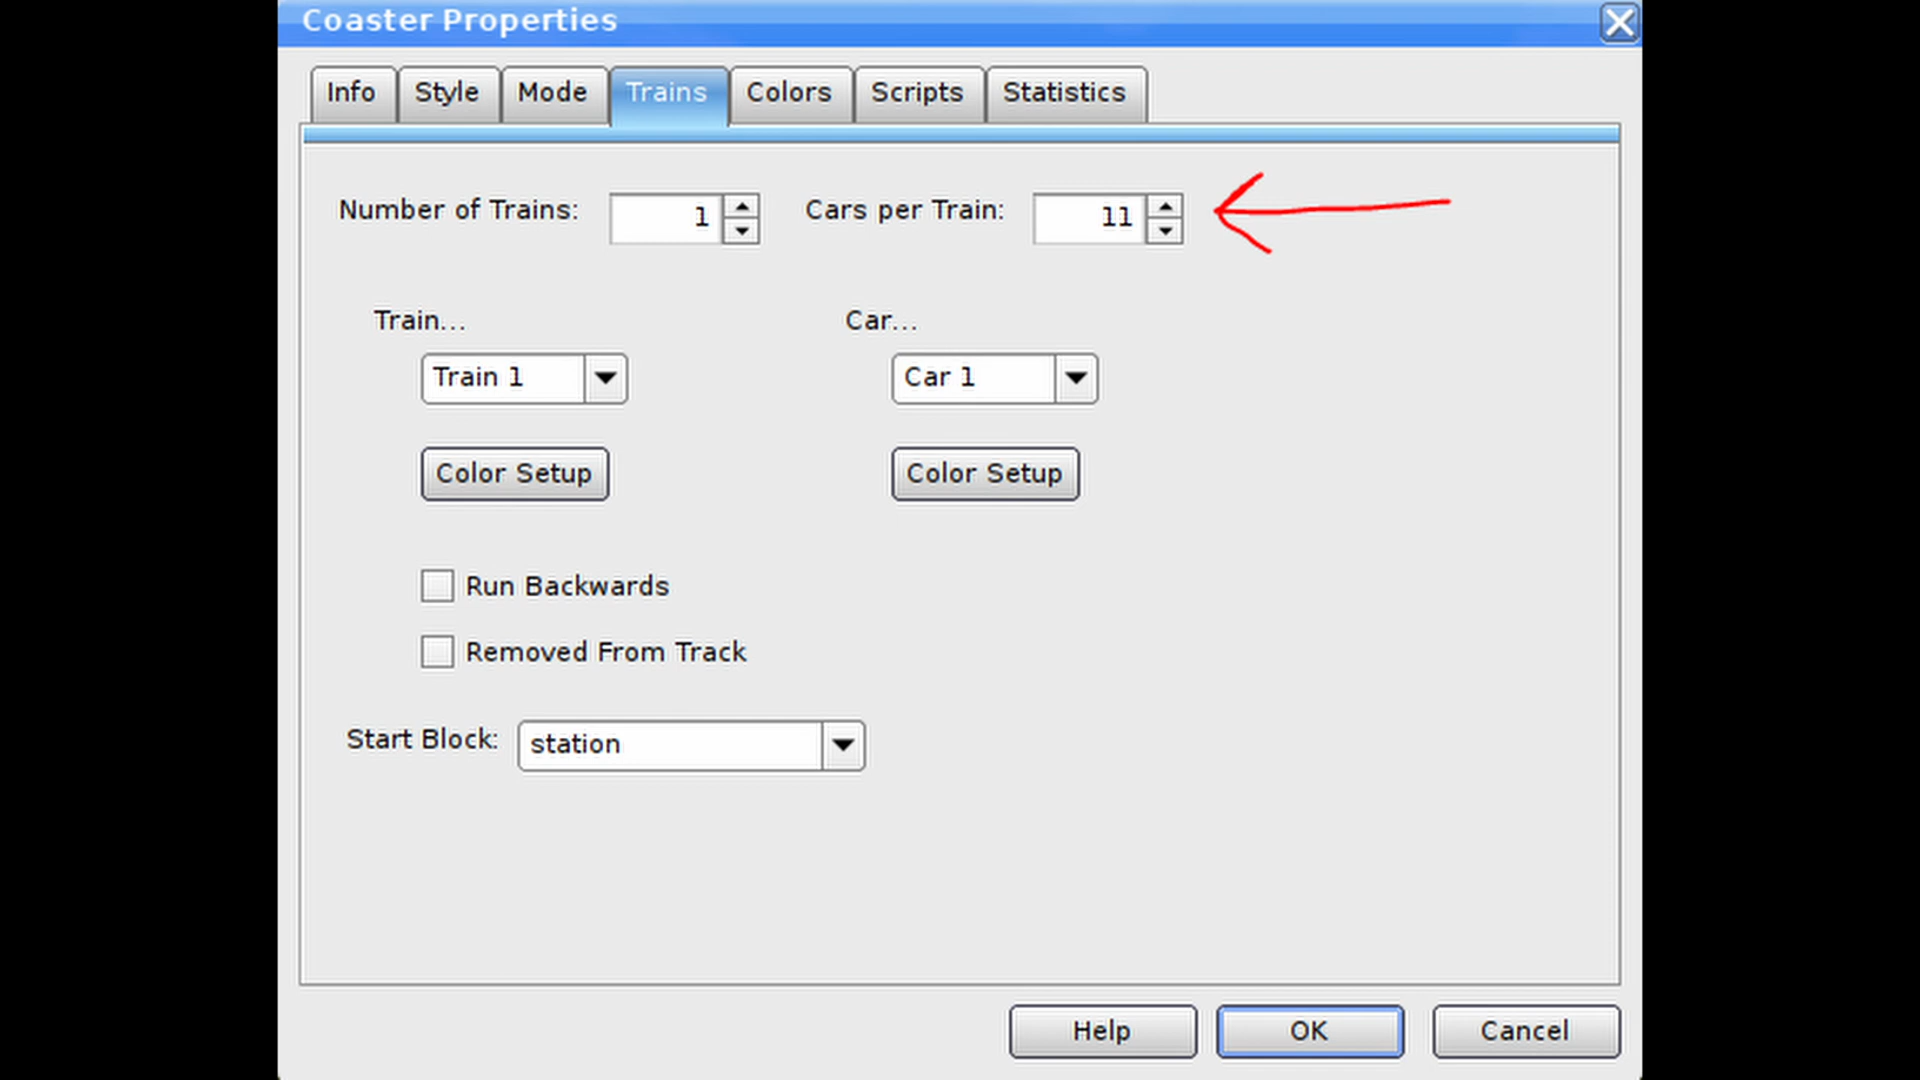 Coaster Properties
Info Style Mode Trains Colors Scripts Statistics
Number of Trains: 1 Cars per Train: 11
Train... Car...
Train 1 Car 1
Color Setup Color Setup
Run Backwards
Removed From Track
Start Block: station
Help OK Cancel